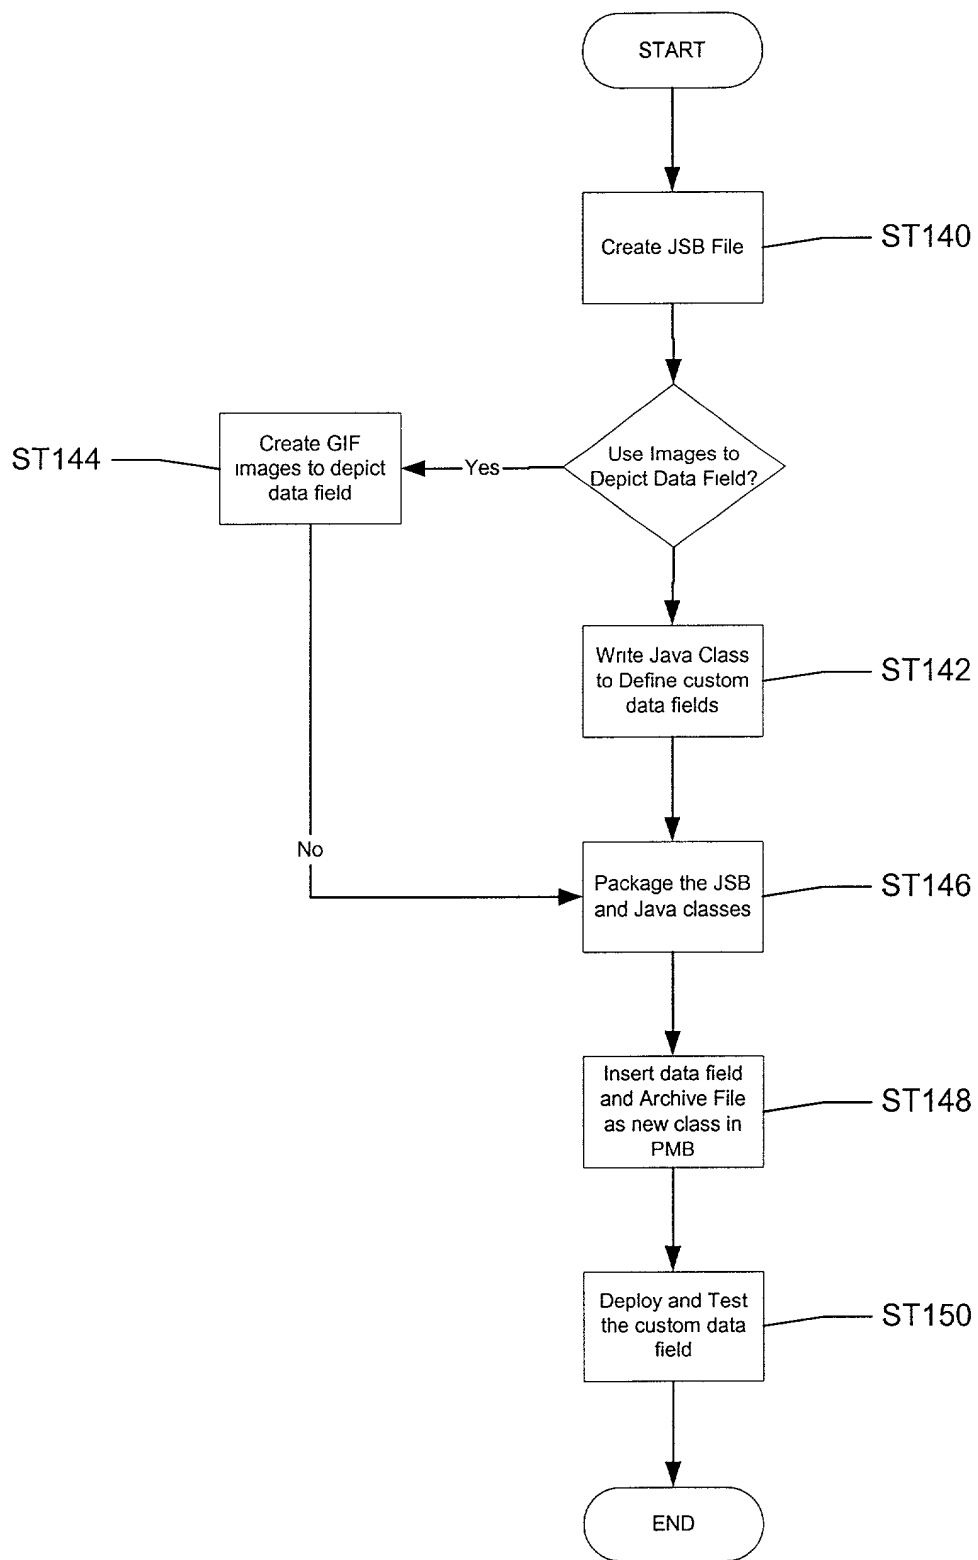 START
Create JSB File
ST140
Use Images to
Depict Data Field?
Yes
Create GIF
images to depict
data field
ST144
Write Java Class
to Define custom
data fields
ST142
No
Package the JSB
and Java classes
ST146
Insert data field
and Archive File
as new class in
PMB
ST148
Deploy and Test
the custom data
field
ST150
END